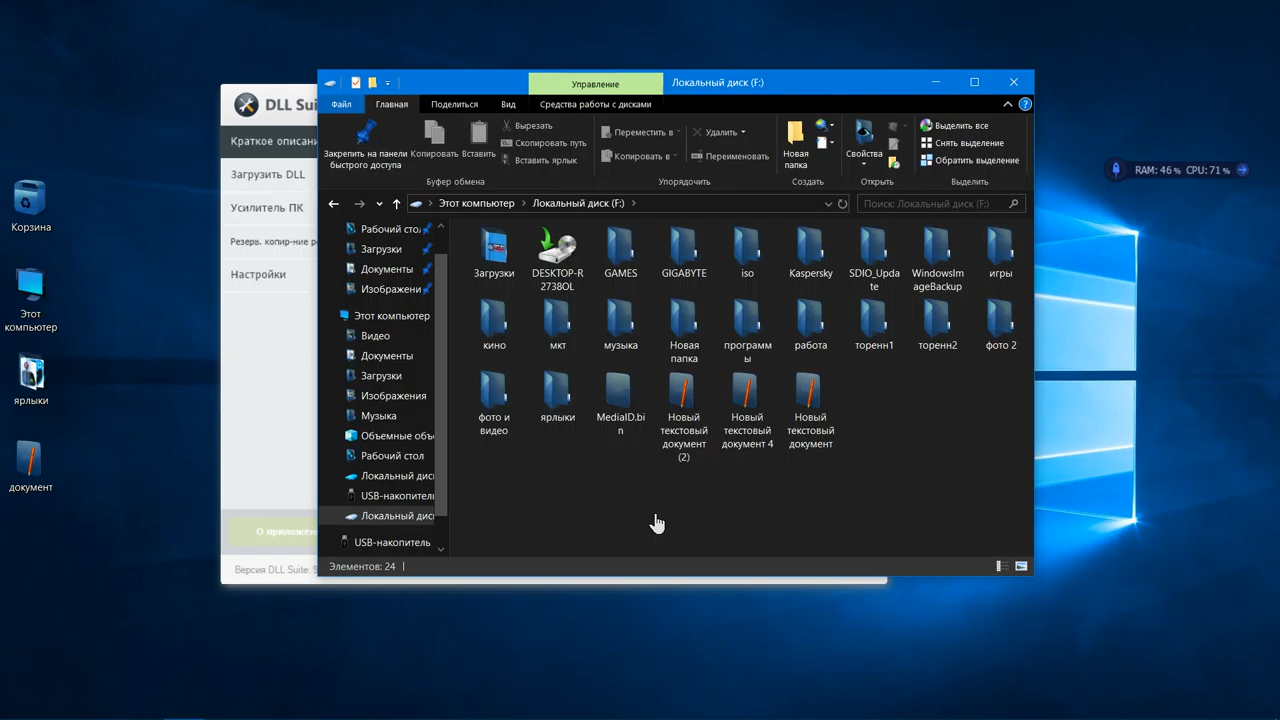 Корзина
Этот
компьютер
ярлыки
документ
DLL Sui
Краткое описани
Загрузить DLL
Усилитель ПК
Резерв. копир-ние р
Настройки
О приложен
Версия DLL Suite: 9
Управление
Локальный диск (F:)
Файл
Главная
Поделиться
Вид
Средства работы с дисками
Закрепить на панели
быстрого доступа
Копировать
Вставить
Вырезать
Скопировать путь
Вставить ярлык
Буфер обмена
Переместить в
Копировать в
Удалить
Переименовать
Упорядочить
Новая
папка
Создать
Свойства
Открыть
Выделить все
Снять выделение
Обратить выделение
Выделить
Этот компьютер
Локальный диск (F:)
Поиск: Локальный диск (F:)
Рабочий сто
Загрузки
Документы
Изображени
Этот компьютер
Видео
Документы
Загрузки
Изображения
Музыка
Объемные объ
Рабочий стол
Локальный дис
USB-накопитель
Локальный дис
USB-накопитель
Загрузки
DESKTOP-R
2738OL
GAMES
GIGABYTE
iso
Kaspersky
SDIO_Upda
te
WindowsIm
ageBackup
игры
кино
мкт
музыка
Новая
папка
программ
ы
работа
торенн1
торенн2
фото 2
фото и
видео
ярлыки
MediaID.bi
n
Новый
текстовый
документ
(2)
Новый
текстовый
документ 4
Новый
текстовый
документ
Элементов: 24
RAM: 46 % CPU: 71 %